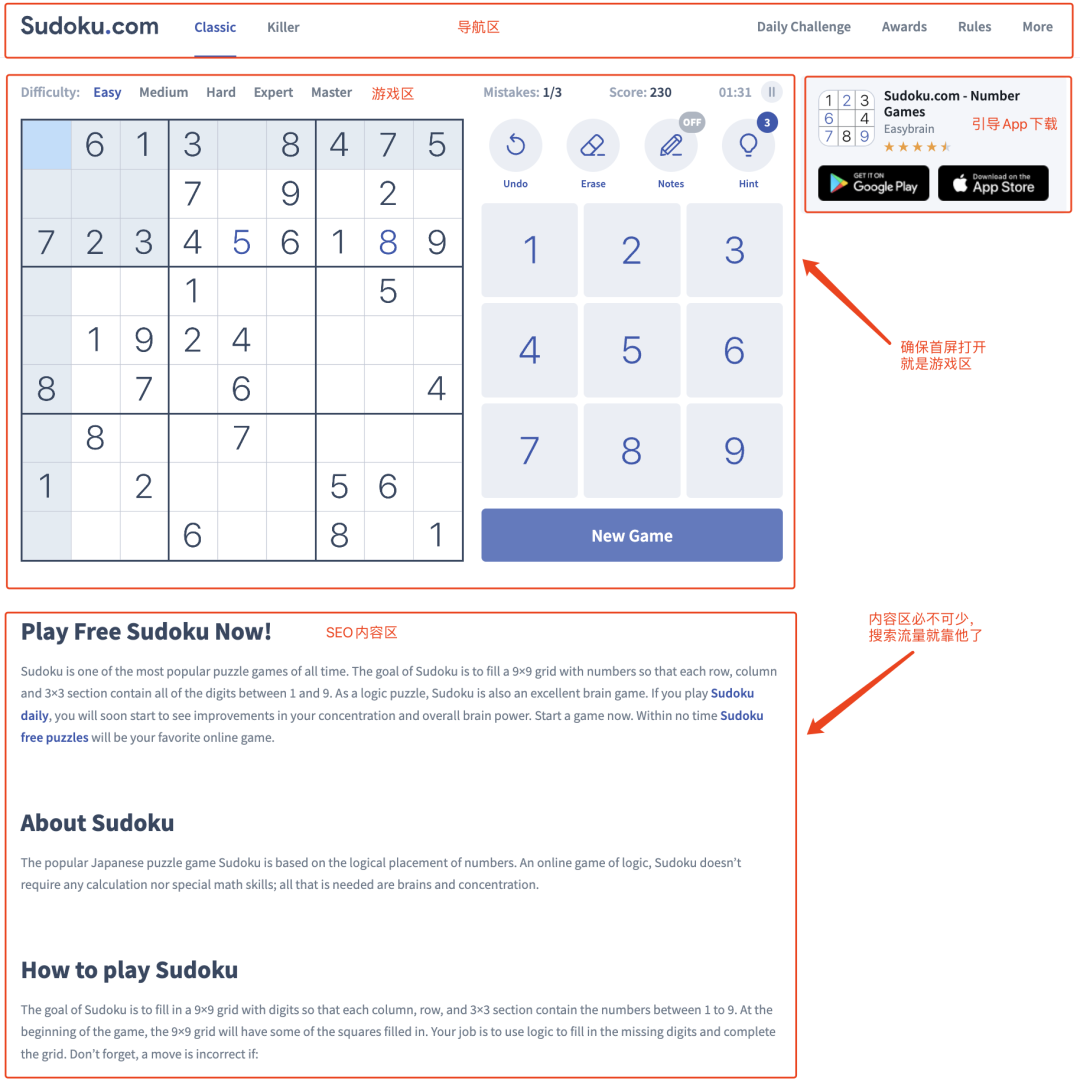 Sudoku.com Classic Killer 导航区 Daily Challenge Awards Rules More
Difficulty: Easy Medium Hard Expert Master 游戏区 Mistakes: 1/3 Score: 230 01:31
6 1 3 8 4 7 5
7 9 2
7 2 3 4 5 6 1 8 9
1 5
1 9 2 4
8 7 6 4
8 7
1 2 5 6
6 8 1
OFF 3
Undo Erase Notes Hint
1 2 3
4 5 6
7 8 9
New Game
1 2 3
6 4
7 8 9
Sudoku.com - Number
Games
Easybrain
引导App下载
GET IT ON
Google Play
Download on the
App Store
确保首屏打开
就是游戏区
Play Free Sudoku Now! SEO内容区
Sudoku is one of the most popular puzzle games of all time. The goal of Sudoku is to fill a 9×9 grid with numbers so that each row, column
and 3×3 section contain all of the digits between 1 and 9. As a logic puzzle, Sudoku is also an excellent brain game. If you play Sudoku
daily, you will soon start to see improvements in your concentration and overall brain power. Start a game now. Within no time Sudoku
free puzzles will be your favorite online game.
内容区必不可少，
搜索流量就靠他了
About Sudoku
The popular Japanese puzzle game Sudoku is based on the logical placement of numbers. An online game of logic, Sudoku doesn’t
require any calculation nor special math skills; all that is needed are brains and concentration.
How to play Sudoku
The goal of Sudoku is to fill in a 9×9 grid with digits so that each column, row, and 3×3 section contain the numbers between 1 to 9. At the
beginning of the game, the 9×9 grid will have some of the squares filled in. Your job is to use logic to fill in the missing digits and complete
the grid. Don’t forget, a move is incorrect if: